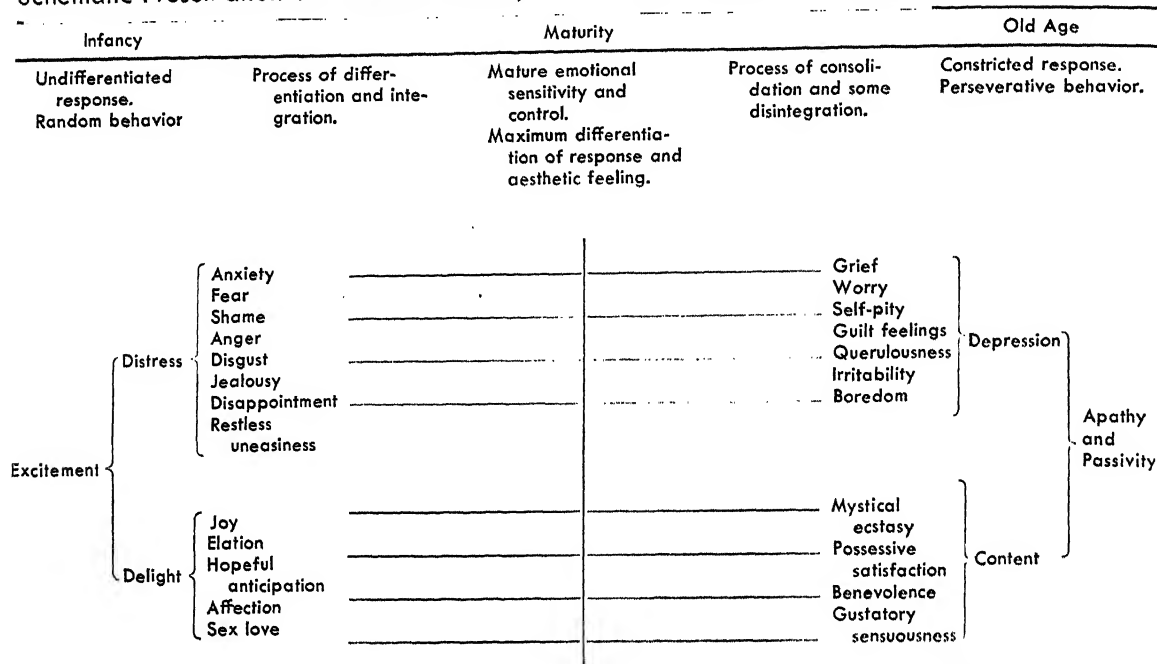 Infancy
Maturity
Old Age
Undifferentiated
response.
Random behavior
Process of differ-
entiation and inte-
gration.
Mature emotional
sensitivity and
control.
Maximum differentia-
tion of response and
aesthetic feeling.
Process of consoli-
dation and some
disintegration.
Constricted response.
Perseverative behavior.
Excitement
Distress
Anxiety
Fear
Shame
Anger
Disgust
Jealousy
Disappointment
Restless
uneasiness
Delight
Joy
Elation
Hopeful
anticipation
Affection
Sex love
Grief
Worry
Self-pity
Guilt feelings
Querulousness
Irritability
Boredom
Depression
Mystical
ecstasy
Possessive
satisfaction
Benevolence
Gustatory
sensuousness
Content
Apathy
and
Passivity